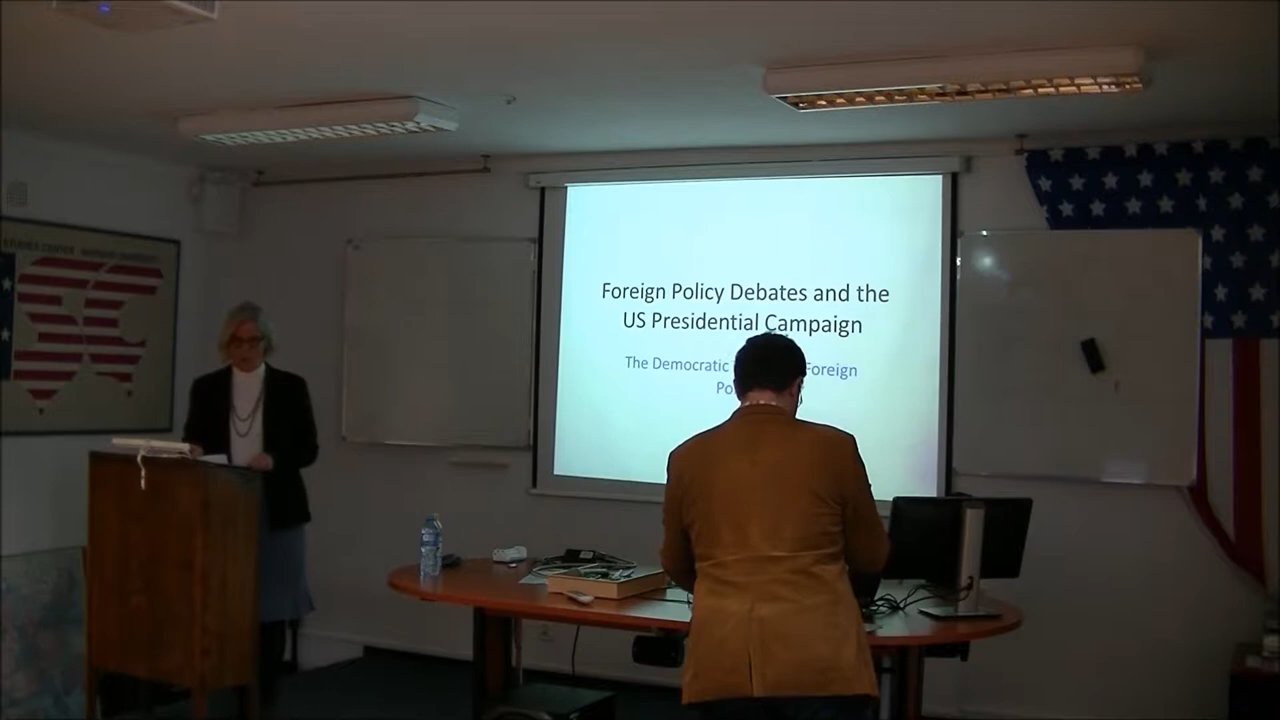 Foreign Policy Debates and the
US Presidential Campaign
The Democratic Foreign
Po